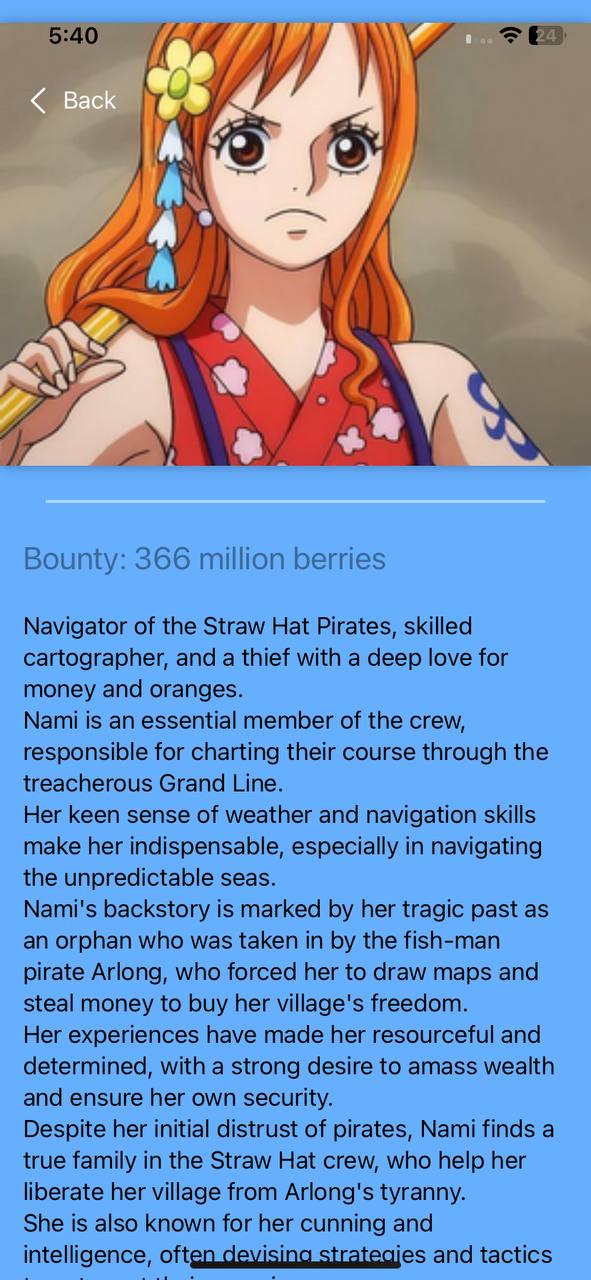 5:40
24
Back
Bounty: 366 million berries
Navigator of the Straw Hat Pirates, skilled
cartographer, and a thief with a deep love for
money and oranges.
Nami is an essential member of the crew,
responsible for charting their course through the
treacherous Grand Line.
Her keen sense of weather and navigation skills
make her indispensable, especially in navigating
the unpredictable seas.
Nami's backstory is marked by her tragic past as
an orphan who was taken in by the fish-man
pirate Arlong, who forced her to draw maps and
steal money to buy her village's freedom.
Her experiences have made her resourceful and
determined, with a strong desire to amass wealth
and ensure her own security.
Despite her initial distrust of pirates, Nami finds a
true family in the Straw Hat crew, who help her
liberate her village from Arlong's tyranny.
She is also known for her cunning and
intelligence, often devising strategies and tactics